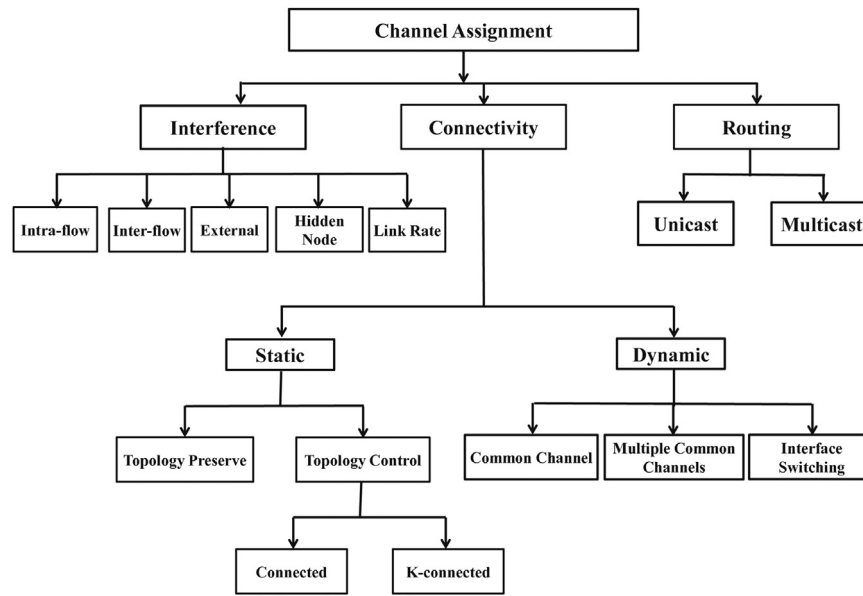 Channel Assignment
Interference
Connectivity
Routing
Intra-flow
Inter-flow
External
Hidden
Node
Link Rate
Unicast
Multicast
Static
Dynamic
Topology Preserve
Topology Control
Common Channel
Multiple Common
Channels
Interface
Switching
Connected
K-connected